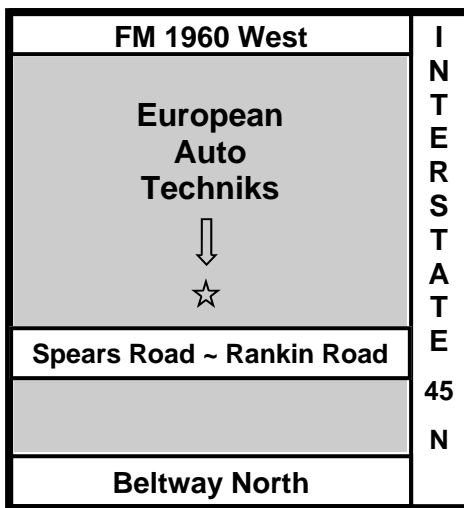 FM 1960 West
European
Auto
Techniks
Spears Road ~ Rankin Road
Beltway North
I
N
T
E
R
S
T
A
T
E
45
N